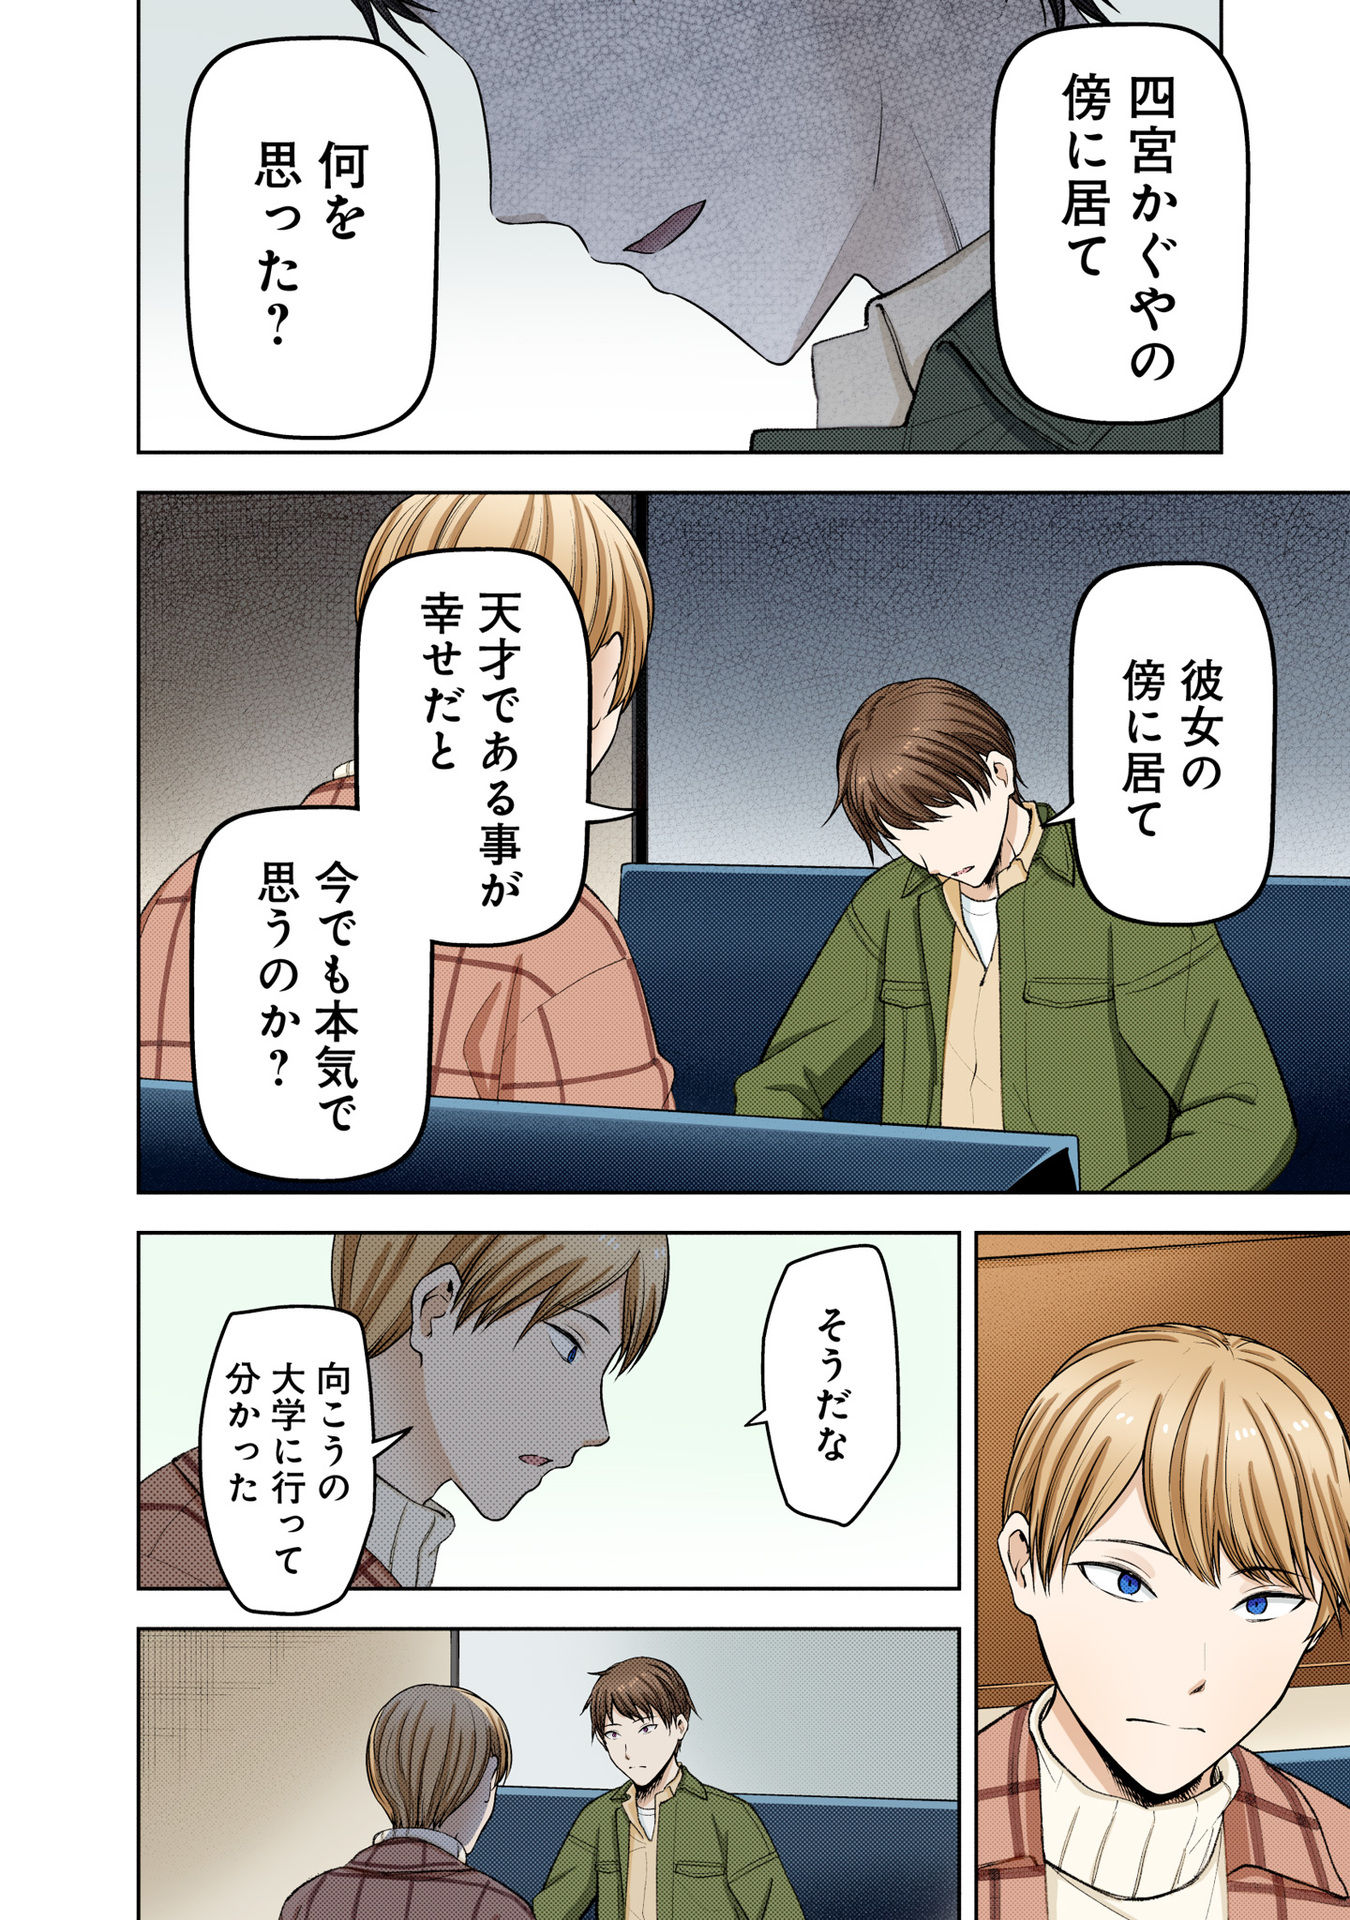 四宮かぐやの
傍に居て
何を
思った?
彼女の
傍に居て
天才である事が
幸せだと
今でも本気で
思うのか?
そうだな
向こうの
大学に行って
分かった